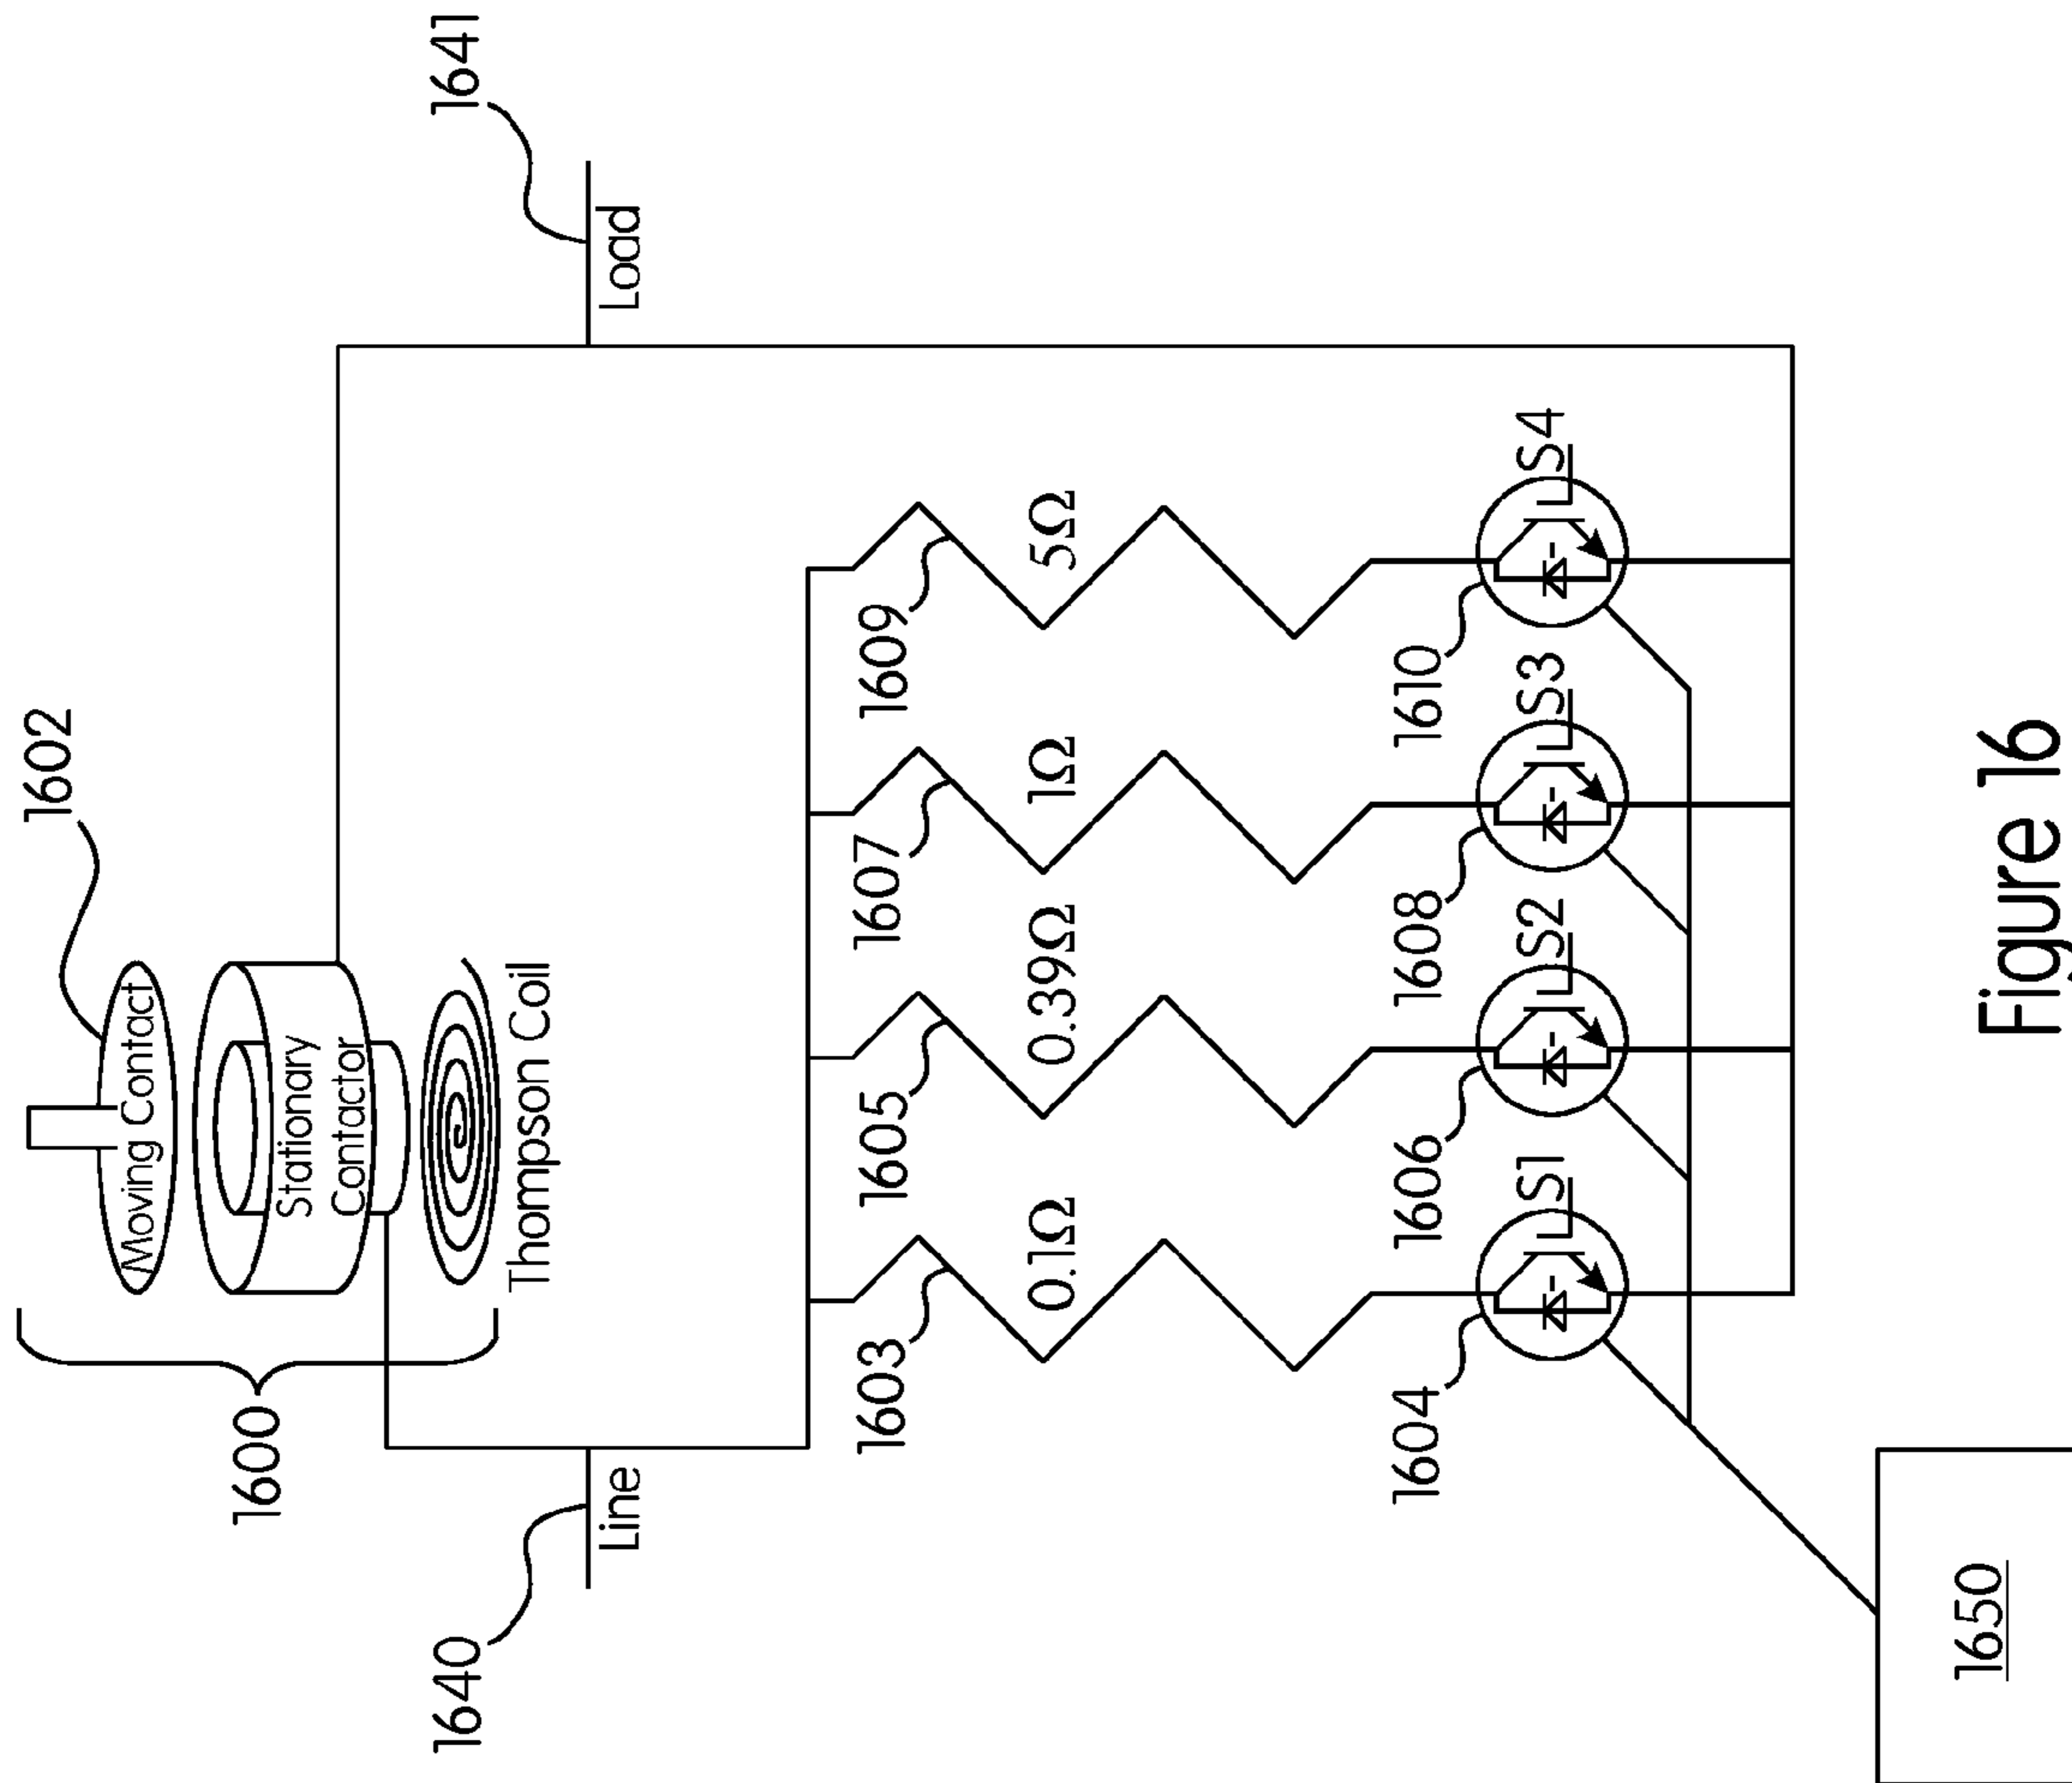 1602
1600
Moving Contact
Stationary
Contactor
Thompson Coil
1640
Line
1641
Load
1603
0.1Ω
1605
0.39Ω
1607
1Ω
1609
5Ω
1604
LS1
1606
LS2
1608
LS3
1610
LS4
1650
Figure 16